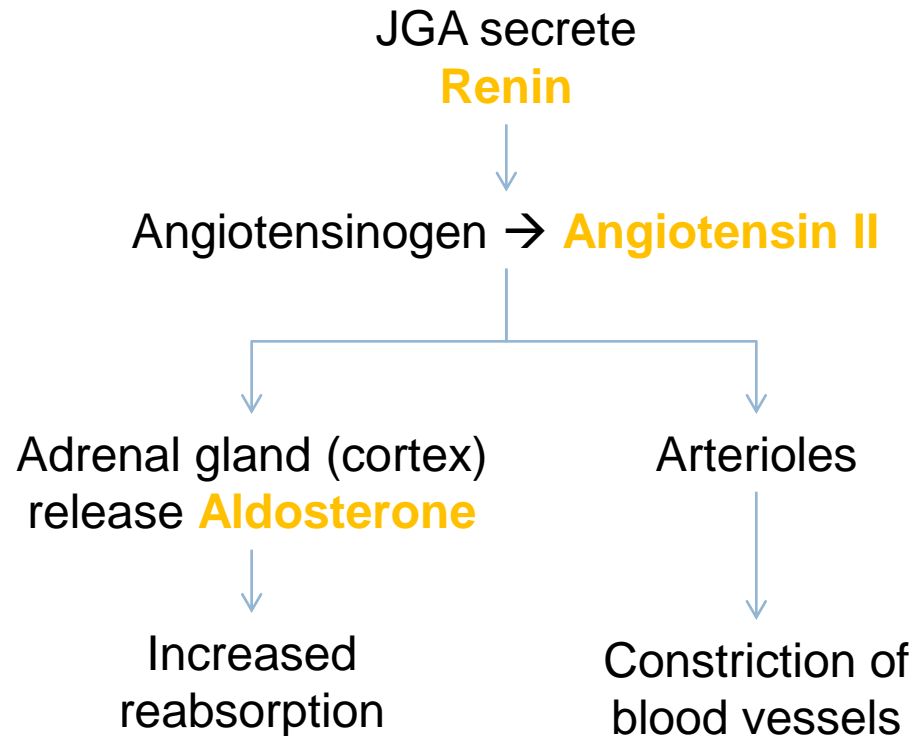 JGA secrete
Renin
Angiotensinogen → Angiotensin II
Adrenal gland (cortex)
release Aldosterone
Arterioles
Increased
reabsorption
Constriction of
blood vessels